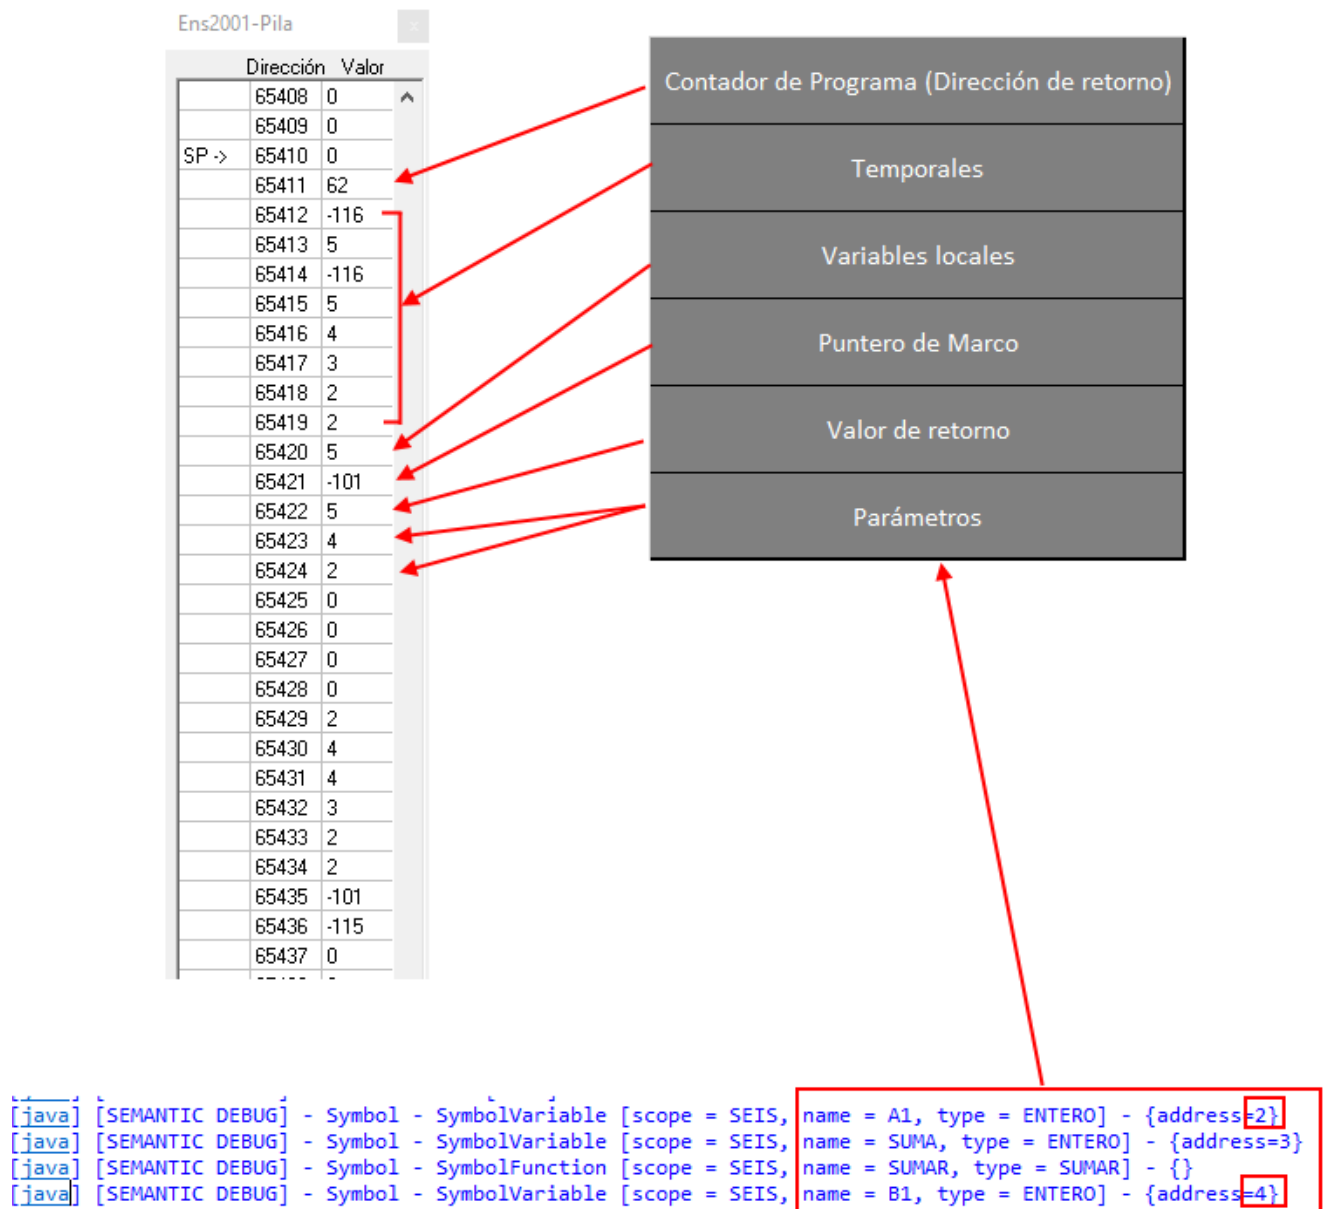 Ens2001-Pila
x
Dirección Valor
65408 0
65409 0
SP -> 65410 0
65411 62
65412 -116
65413 5
65414 -116
65415 5
65416 4
65417 3
65418 2
65419 2
65420 5
65421 -101
65422 5
65423 4
65424 2
65425 0
65426 0
65427 0
65428 0
65429 2
65430 4
65431 4
65432 3
65433 2
65434 2
65435 -101
65436 -115
65437 0
Contador de Programa (Dirección de retorno)
Temporales
Variables locales
Puntero de Marco
Valor de retorno
Parámetros
[java] [SEMANTIC DEBUG] - Symbol - SymbolVariable [scope = SEIS, name = A1, type = ENTERO] - {address=2}
[java] [SEMANTIC DEBUG] - Symbol - SymbolVariable [scope = SEIS, name = SUMA, type = ENTERO] - {address=3}
[java] [SEMANTIC DEBUG] - Symbol - SymbolFunction [scope = SEIS, name = SUMAR, type = SUMAR] - {}
[java] [SEMANTIC DEBUG] - Symbol - SymbolVariable [scope = SEIS, name = B1, type = ENTERO] - {address=4}